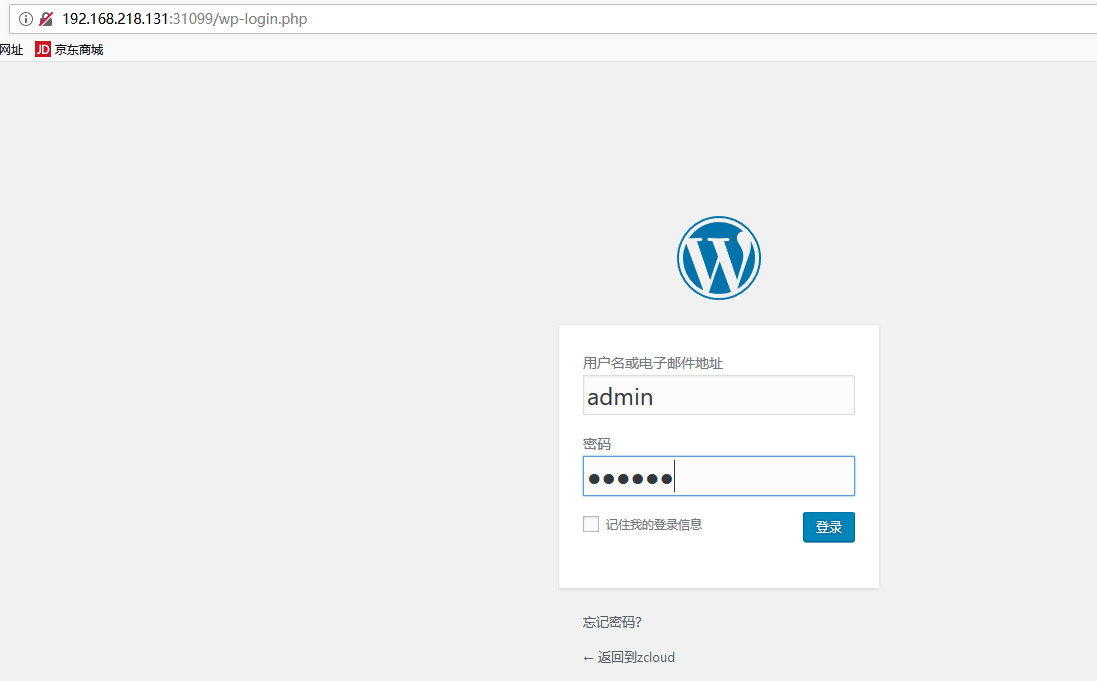 192.168.218.131:31099/wp-login.php
网址 JD 京东商城
W
用户名或电子邮件地址
admin
密码
●●●●●●
记住我的登录信息 登录
忘记密码?
← 返回到zcloud